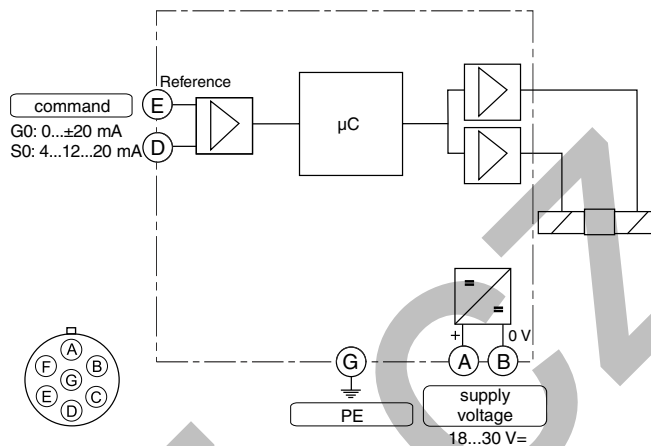 Reference
command
E
G0: 0...±20 mA
S0: 4...12...20 mA
D
µC
+
0 V
A
B
G
PE
supply
voltage
18...30 V=
A
F
B
G
E
C
D